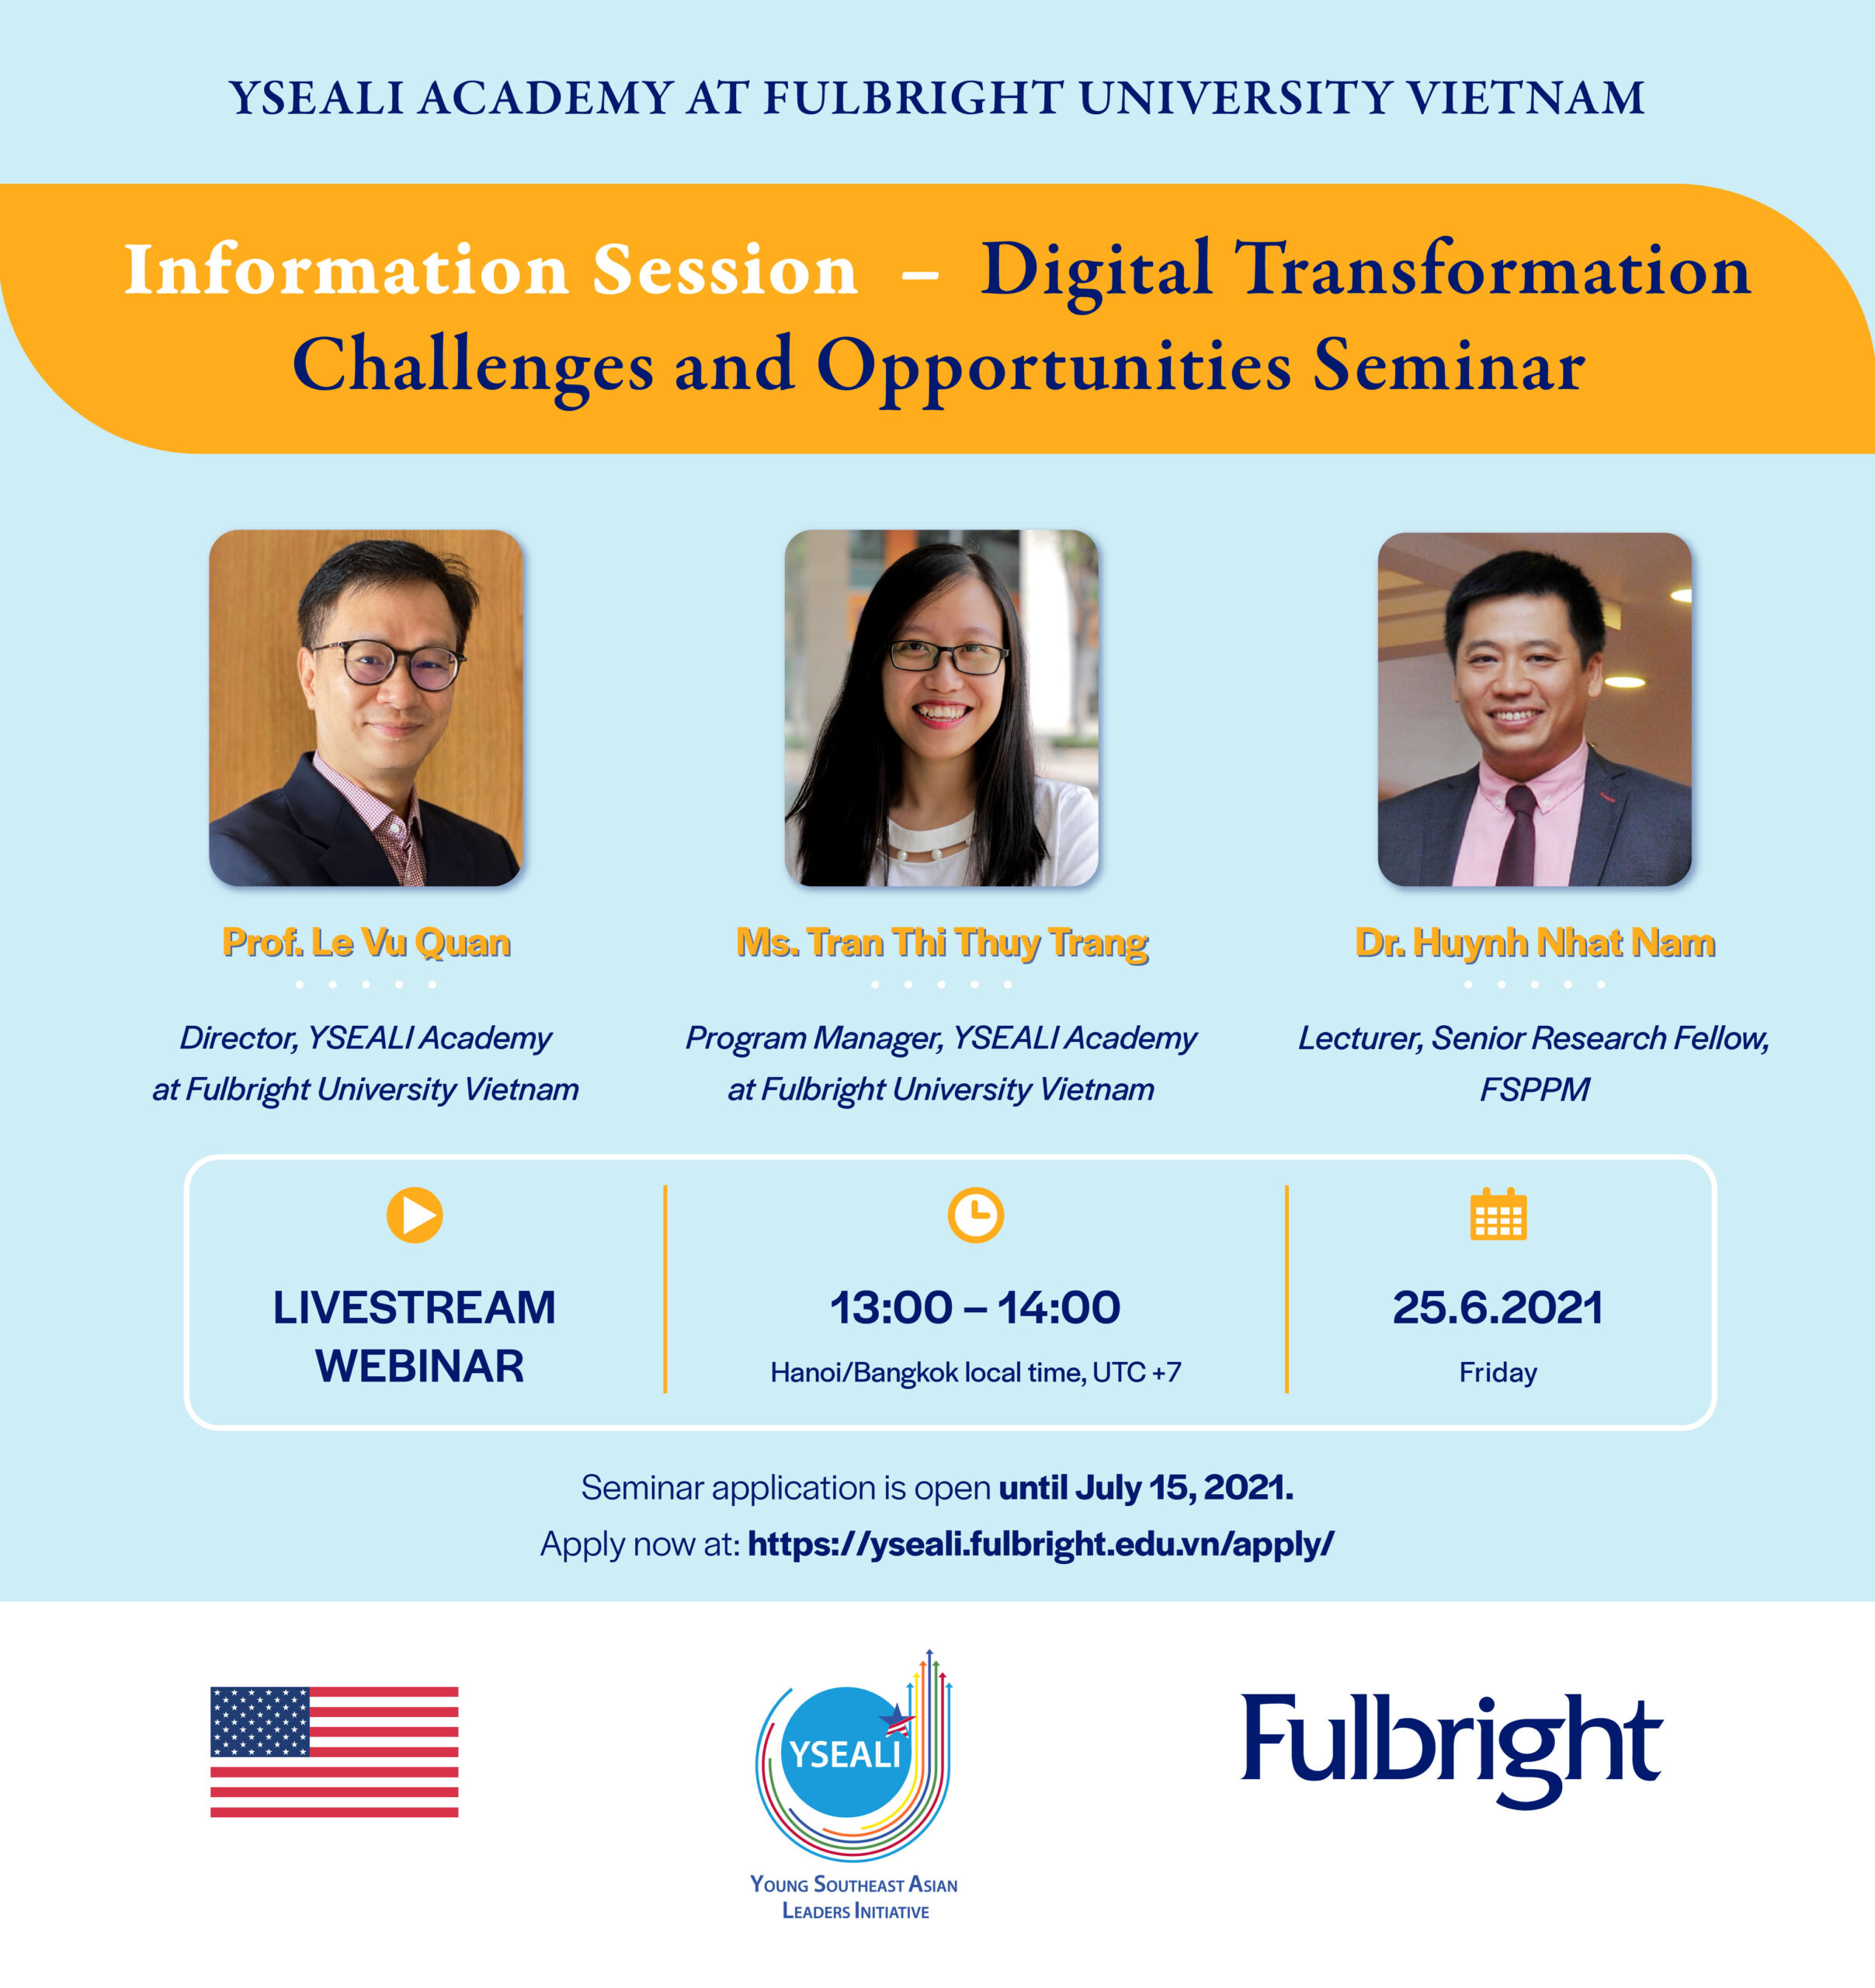 YSEALI ACADEMY AT FULBRIGHT UNIVERSITY VIETNAM
Information Session – Digital Transformation
Challenges and Opportunities Seminar
Prof. Le Vu Quan
Director, YSEALI Academy
at Fulbright University Vietnam
Ms. Tran Thi Thuy Trang
Program Manager, YSEALI Academy
at Fulbright University Vietnam
Dr. Huynh Nhat Nam
Lecturer, Senior Research Fellow,
FSPPM
LIVESTREAM
WEBINAR
13:00 – 14:00
Hanoi/Bangkok local time, UTC +7
25.6.2021
Friday
Seminar application is open until July 15, 2021.
Apply now at: https://yseali.fulbright.edu.vn/apply/
YSEALI
YOUNG SOUTHEAST ASIAN
LEADERS INITIATIVE
Fulbright